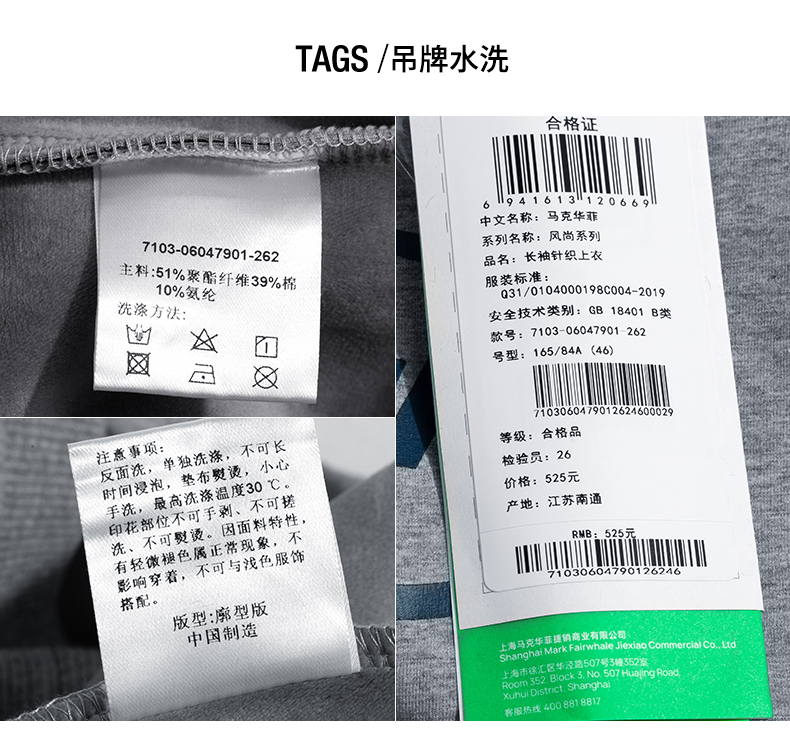 TAGS /吊牌水洗
7103-06047901-262
主料:51%聚酯纤维39%棉
10%氨纶
洗涤方法:
注意事项:
反面洗，单独洗涤，不可长
时间浸泡，垫布熨烫，小心
手洗，最高洗涤温度30℃。
印花部位不可手剥、不可搓
洗、不可熨烫。因面料特性，
有轻微褪色属正常现象，不
影响穿着，不可与浅色服饰
搭配。
版型:廓型版
中国制造
合格证
6 941613 120669
中文名称: 马克华菲
系列名称: 风尚系列
品名: 长袖针织上衣
服装标准:
Q31/0104000198C004-2019
安全技术类别: GB 18401 B类
款号: 7103-06047901-262
号型: 165/84A (46)
7103060479012624600029
等级: 合格品
检验员: 26
价格: 525元
产地: 江苏南通
RMB: 525元
71030604790126246
上海马克华菲捷销商业有限公司
Shanghai Mark Fairwhale Jiexiao Commercial Co., Ltd
上海市徐汇区华泾路507号3幢352室
Room 352, Block 3, No. 507 Huajing Road,
Xuhui District, Shanghai
客服热线 400 881 8817